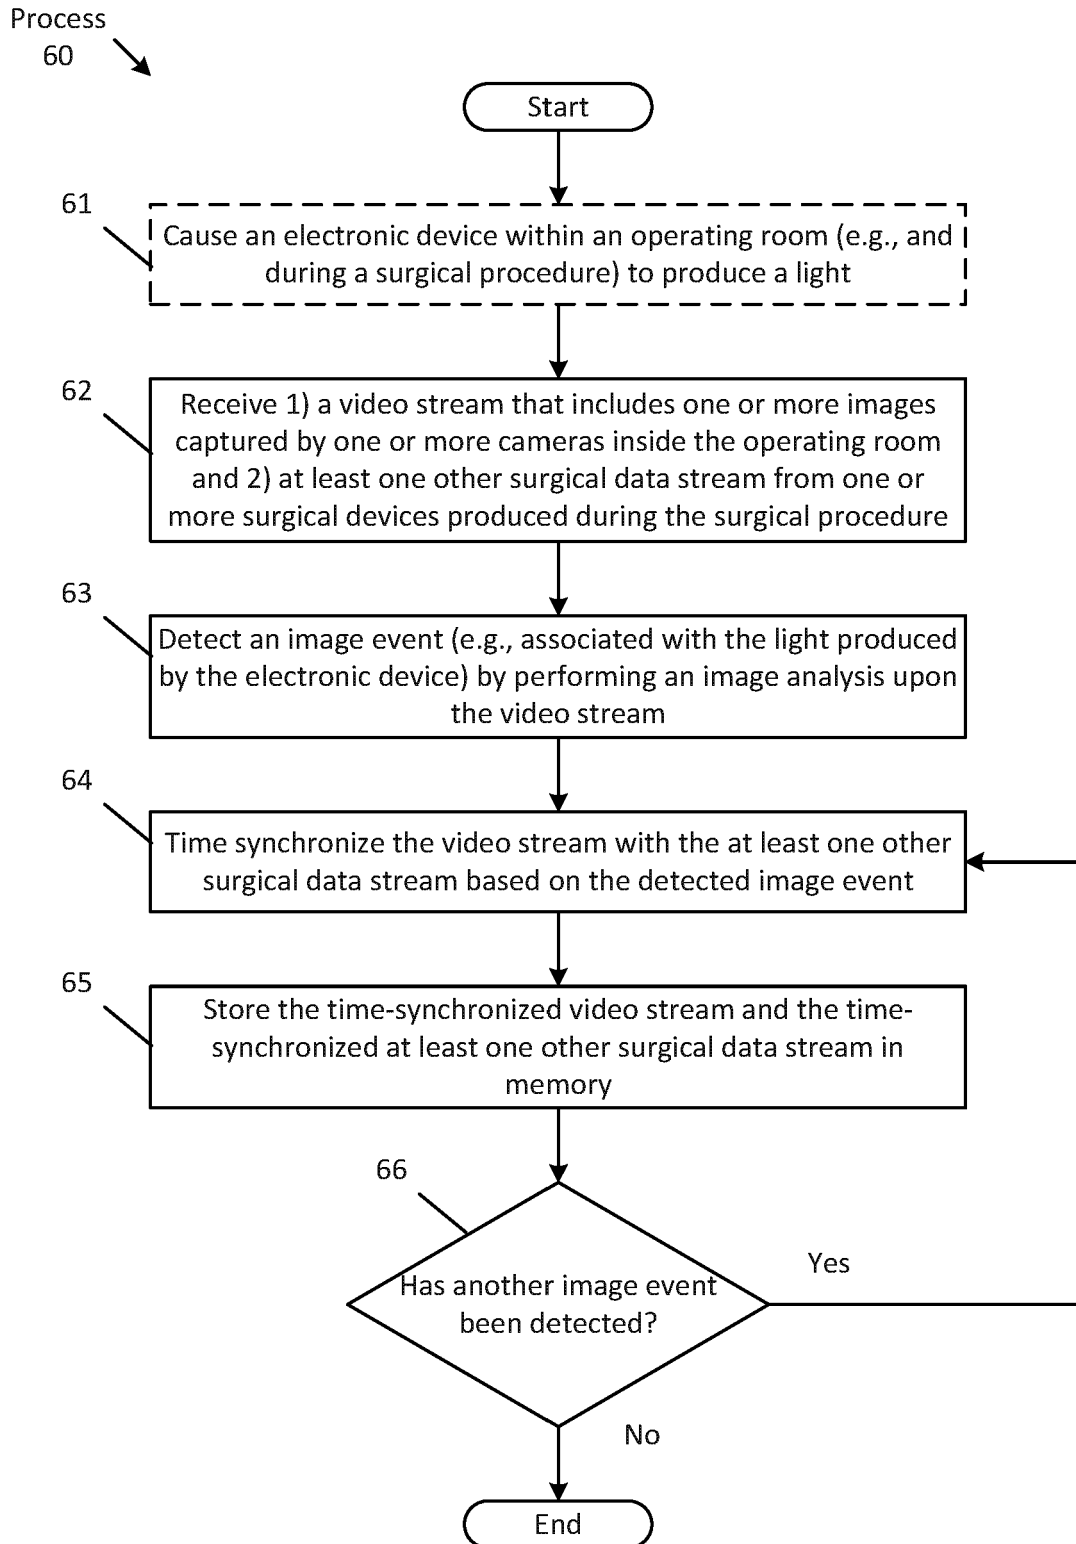 Process
60
Start
61
Cause an electronic device within an operating room (e.g., and
during a surgical procedure) to produce a light
62
Receive 1) a video stream that includes one or more images
captured by one or more cameras inside the operating room
and 2) at least one other surgical data stream from one or
more surgical devices produced during the surgical procedure
63
Detect an image event (e.g., associated with the light produced
by the electronic device) by performing an image analysis upon
the video stream
64
Time synchronize the video stream with the at least one other
surgical data stream based on the detected image event
65
Store the time-synchronized video stream and the time-
synchronized at least one other surgical data stream in
memory
66
Has another image event
been detected?
Yes
No
End